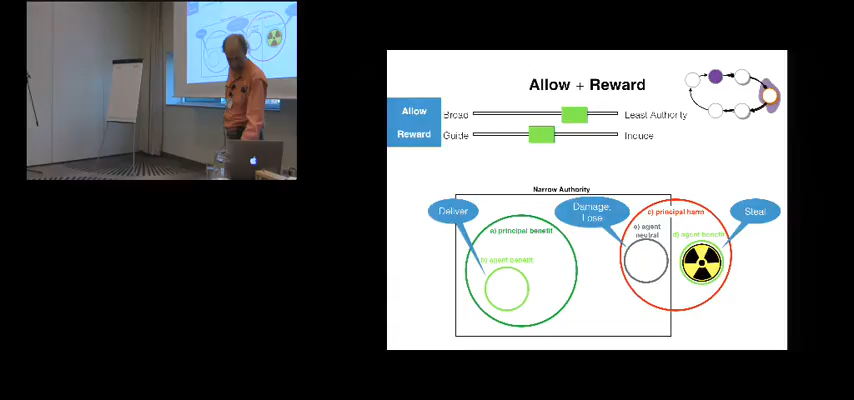 Allow + Reward
Allow
Broad
Least Authority
Reward
Guide
Induce
Narrow Authority
Deliver
Damage,
Lose
c) principal harm
Steal
a) principal benefit
e) agent
neutral
d) agent benefit
b) agent benefit